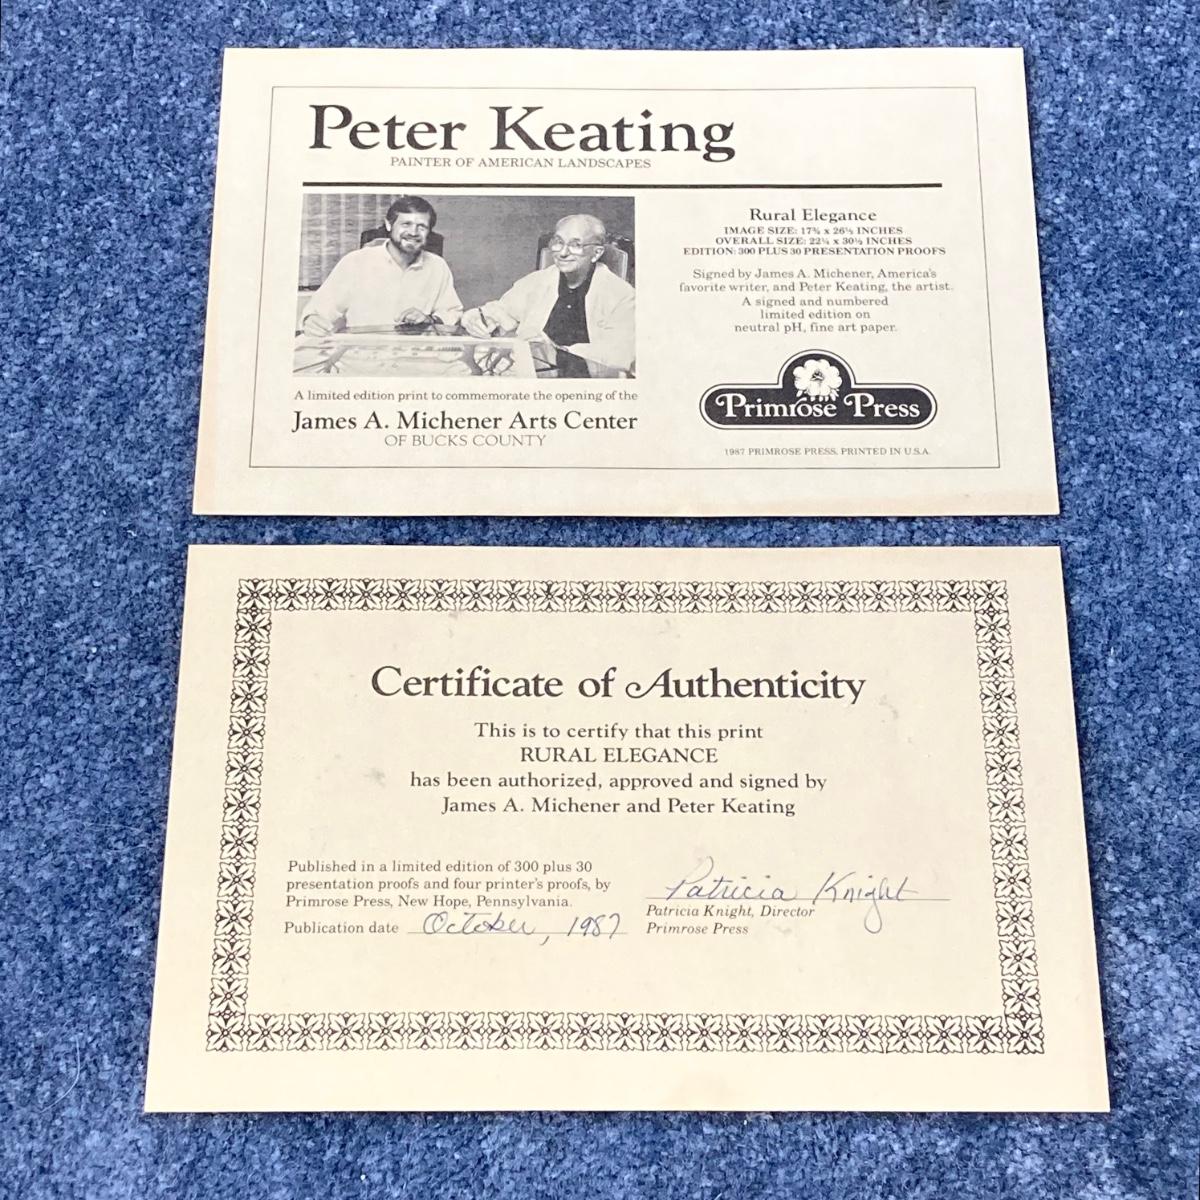 Peter Keating
PAINTER OF AMERICAN LANDSCAPES
A limited edition print to commemorate the opening of the
James A. Michener Arts Center
OF BUCKS COUNTY
Rural Elegance
IMAGE SIZE: 17¾ x 26½ INCHES
OVERALL SIZE: 22¼ x 30½ INCHES
EDITION: 300 PLUS 30 PRESENTATION PROOFS
Signed by James A. Michener, America's
favorite writer, and Peter Keating, the artist.
A signed and numbered
limited edition on
neutral pH, fine art paper.
Primrose Press
1987 PRIMROSE PRESS, PRINTED IN U.S.A.
Certificate of Authenticity
This is to certify that this print
RURAL ELEGANCE
has been authorized, approved and signed by
James A. Michener and Peter Keating
Published in a limited edition of 300 plus 30
presentation proofs and four printer's proofs, by
Primrose Press, New Hope, Pennsylvania.
Publication date October, 1987
Patricia Knight
Patricia Knight, Director
Primrose Press